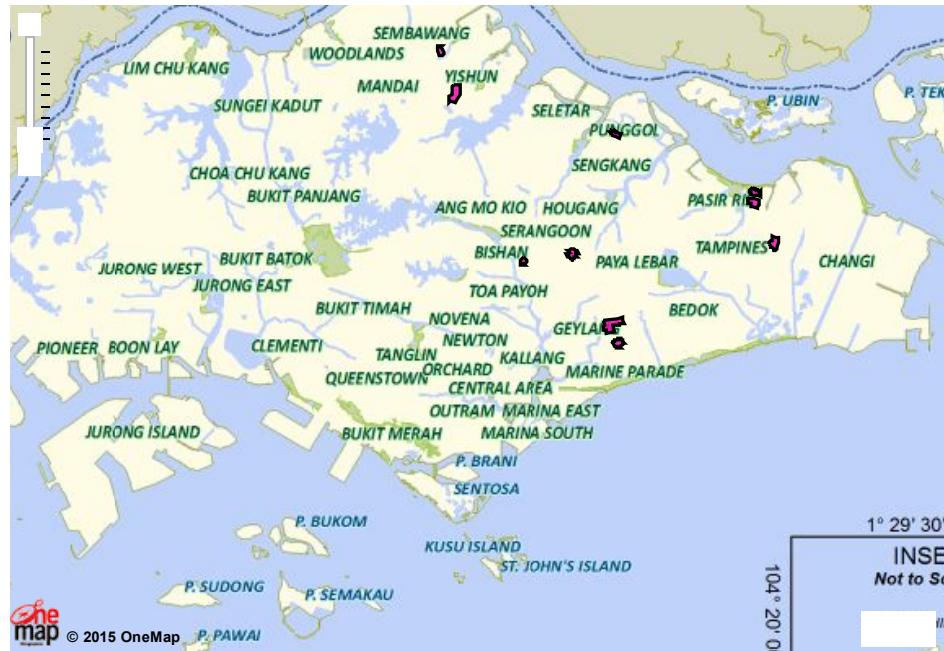 SEMBAWANG
WOODLANDS
LIM CHU KANG
MANDAI
YISHUN
SUNGEI KADUT
SELETAR
P. UBIN
P. TEK
PUNGGOL
SENGKANG
CHOA CHU KANG
BUKIT PANJANG
ANG MO KIO
HOUGANG
PASIR RI
SERANGOON
BISHAN
PAYA LEBAR
TAMPINES
CHANGI
JURONG WEST
BUKIT BATOK
JURONG EAST
TOA PAYOH
BUKIT TIMAH
NOVENA
GEYLANG
BEDOK
PIONEER
BOON LAY
CLEMENTI
NEWTON
TANGLIN
KALLANG
ORCHARD
QUEENSTOWN
MARINE PARADE
CENTRAL AREA
OUTRAM
MARINA EAST
JURONG ISLAND
BUKIT MERAH
MARINA SOUTH
P. BRANI
SENTOSA
P. BUKOM
KUSU ISLAND
ST. JOHN'S ISLAND
P. SUDONG
P. SEMAKAU
P. PAWAI
1° 29' 30'
INSE
Not to Sc
104° 20' 0
One
map © 2015 OneMap